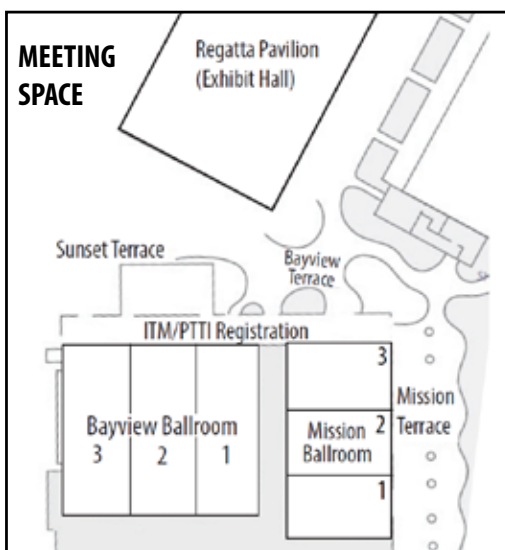 MEETING
SPACE
Regatta Pavilion
(Exhibit Hall)
Sunset Terrace
Bayview
Terrace
ITM/PTTI Registration
Bayview Ballroom
3 2 1
3
Mission
Ballroom
2
1
Mission
Terrace